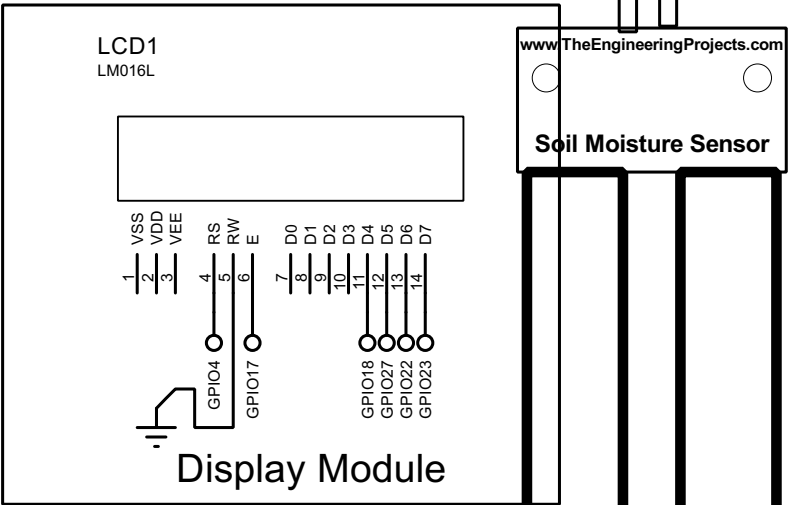 LCD1
LM016L
www.TheEngineeringProjects.com
Soil Moisture Sensor
VSS VDD VEE RS RW E D0 D1 D2 D3 D4 D5 D6 D7
1 2 3 4 5 6 7 8 9 10 11 12 13 14
GPIO4 GPIO17 GPIO18 GPIO27 GPIO22 GPIO23
Display Module